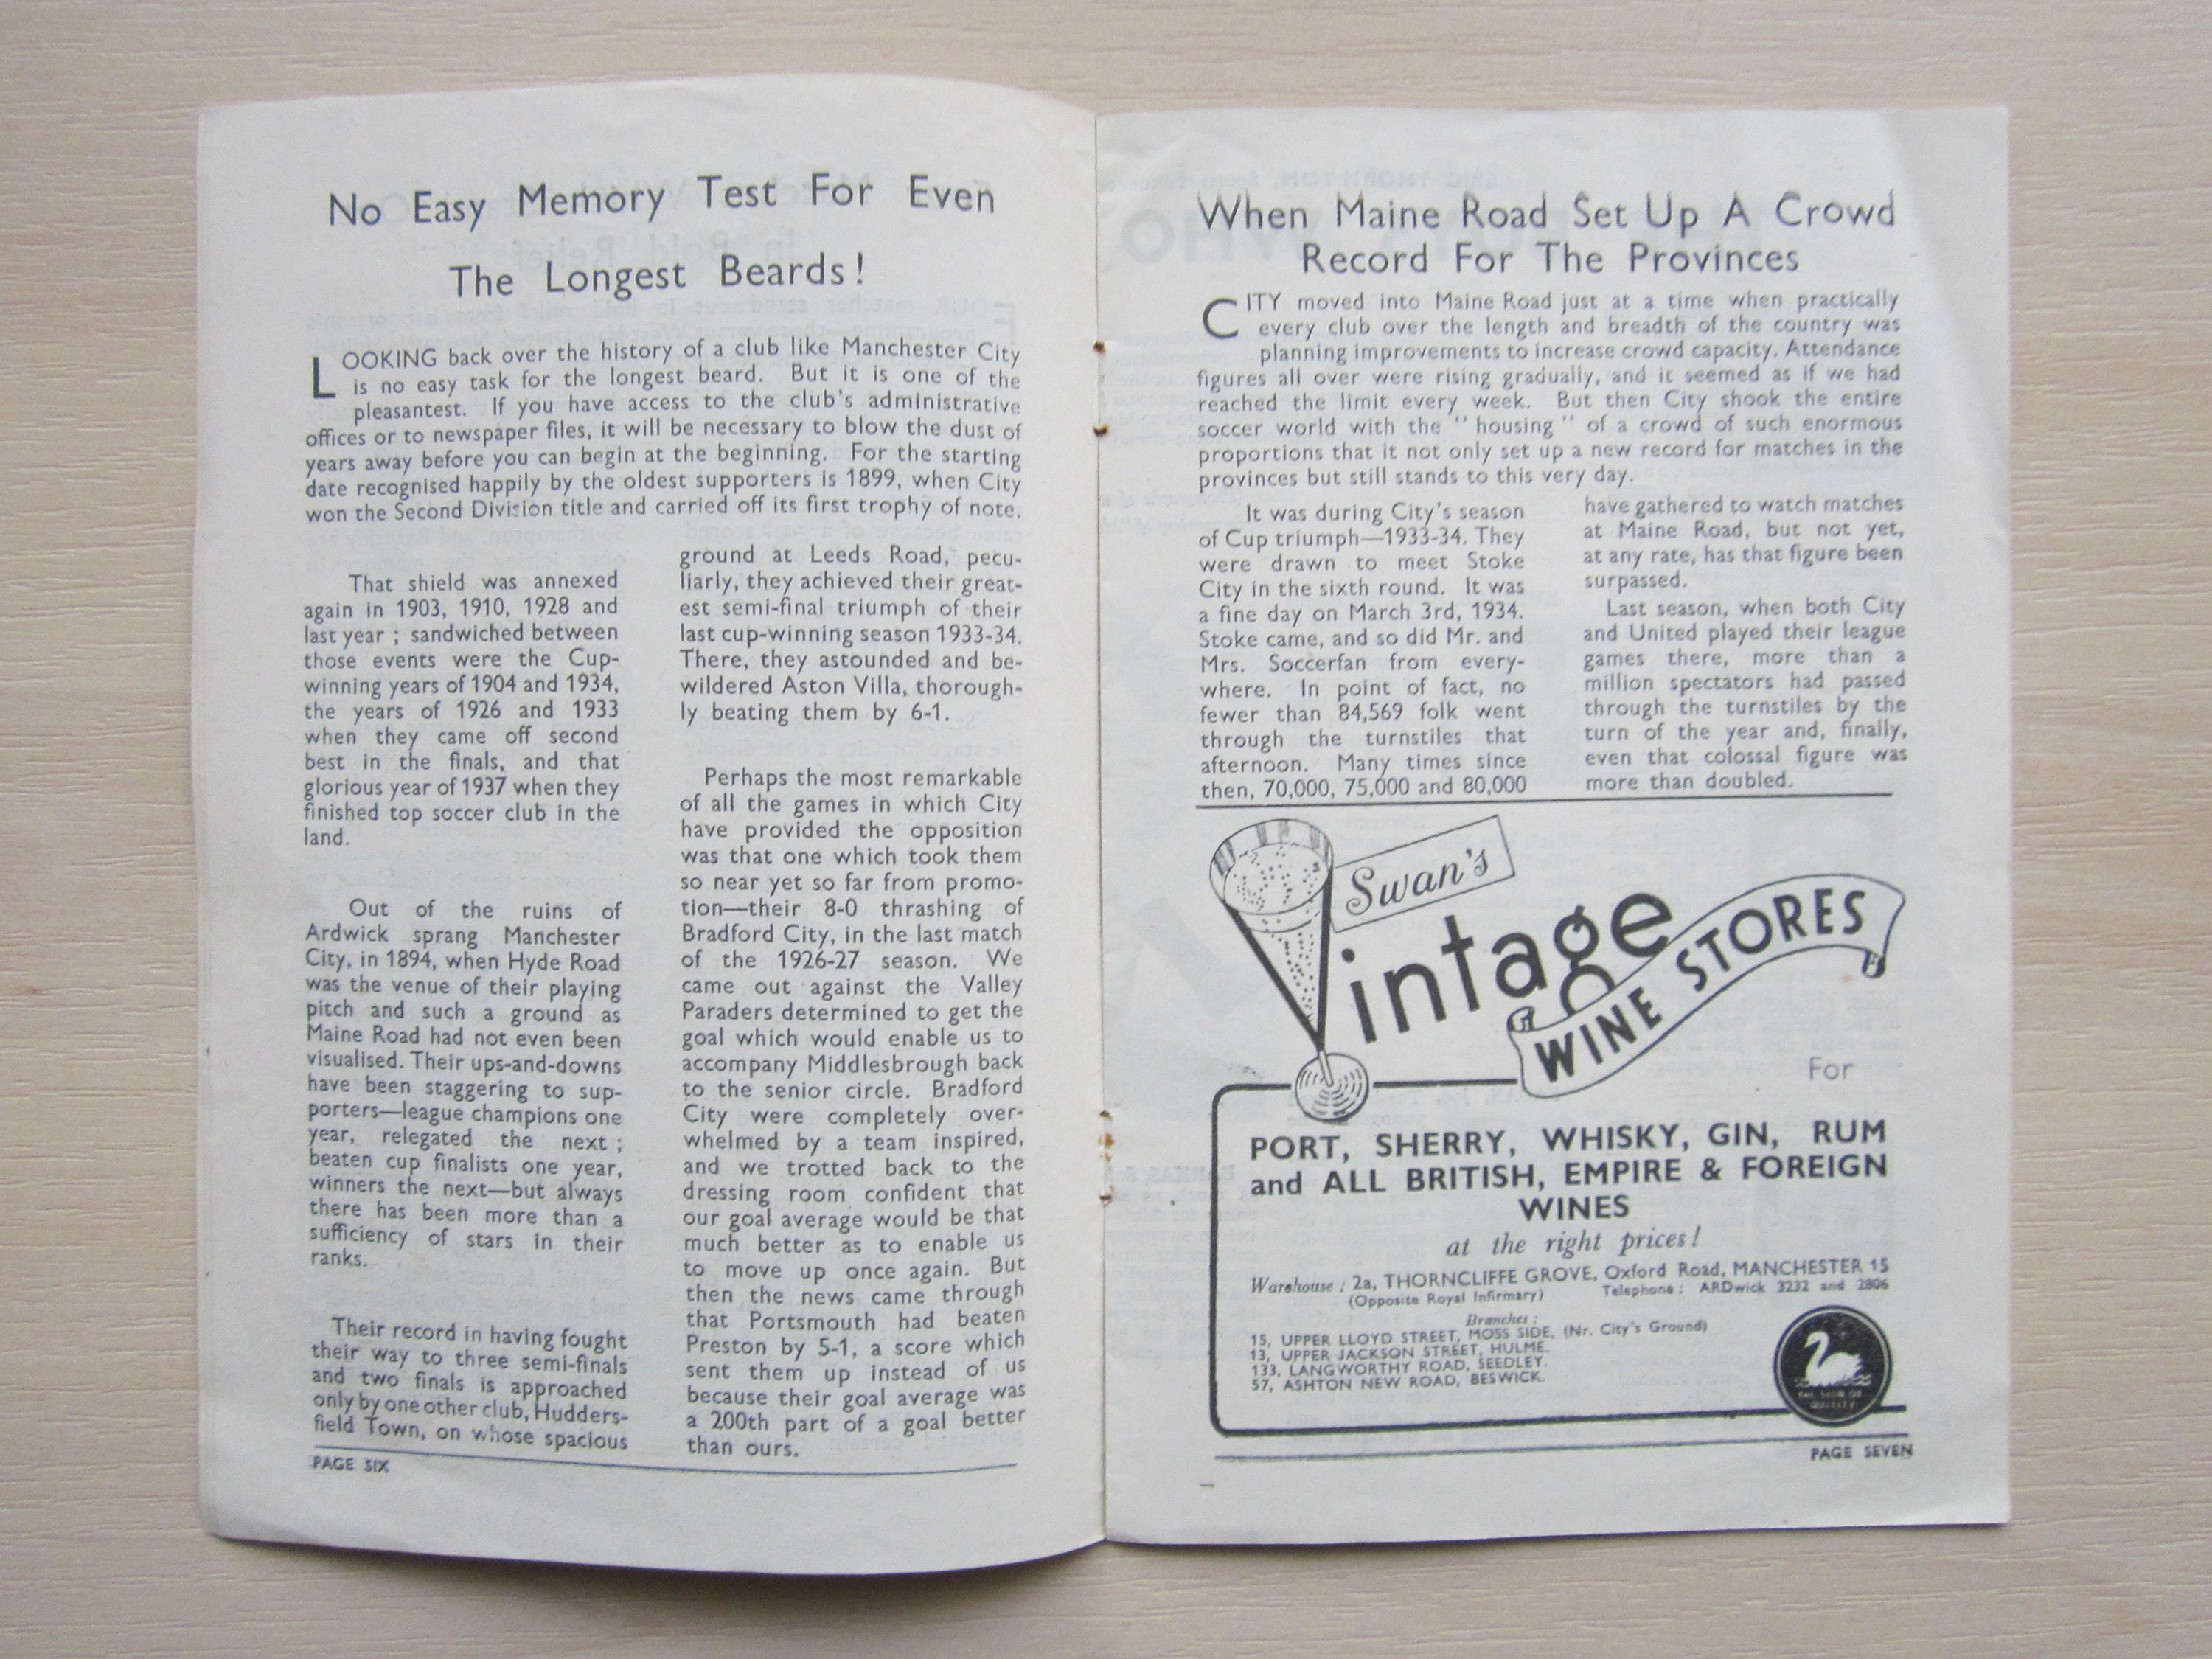 No Easy Memory Test For Even
The Longest Beards!
LOOKING back over the history of a club like Manchester City
is no easy task for the longest beard. But it is one of the
pleasantest. If you have access to the club's administrative
offices or to newspaper files, it will be necessary to blow the dust of
years away before you can begin at the beginning. For the starting
date recognised happily by the oldest supporters is 1899, when City
won the Second Division title and carried off its first trophy of note.
That shield was annexed
again in 1903, 1910, 1928 and
last year ; sandwiched between
those events were the Cup-
winning years of 1904 and 1934,
the years of 1926 and 1933
when they came off second
best in the finals, and that
glorious year of 1937 when they
finished top soccer club in the
land.
Out of the ruins of
Ardwick sprang Manchester
City, in 1894, when Hyde Road
was the venue of their playing
pitch and such a ground as
Maine Road had not even been
visualised. Their ups-and-downs
have been staggering to sup-
porters—league champions one
year, relegated the next ;
beaten cup finalists one year,
winners the next—but always
there has been more than a
sufficiency of stars in their
ranks.
Their record in having fought
their way to three semi-finals
and two finals is approached
only by one other club, Hudders-
field Town, on whose spacious
ground at Leeds Road, pecu-
liarly, they achieved their great-
est semi-final triumph of their
last cup-winning season 1933-34.
There, they astounded and be-
wildered Aston Villa, thorough-
ly beating them by 6-1.
Perhaps the most remarkable
of all the games in which City
have provided the opposition
was that one which took them
so near yet so far from promo-
tion—their 8-0 thrashing of
Bradford City, in the last match
of the 1926-27 season. We
came out against the Valley
Paraders determined to get the
goal which would enable us to
accompany Middlesbrough back
to the senior circle. Bradford
City were completely over-
whelmed by a team inspired,
and we trotted back to the
dressing room confident that
our goal average would be that
much better as to enable us
to move up once again. But
then the news came through
that Portsmouth had beaten
Preston by 5-1, a score which
sent them up instead of us
because their goal average was
a 200th part of a goal better
than ours.
PAGE SIX
When Maine Road Set Up A Crowd
Record For The Provinces
CITY moved into Maine Road just at a time when practically
every club over the length and breadth of the country was
planning improvements to increase crowd capacity. Attendance
figures all over were rising gradually, and it seemed as if we had
reached the limit every week. But then City shook the entire
soccer world with the " housing " of a crowd of such enormous
proportions that it not only set up a new record for matches in the
provinces but still stands to this very day.
It was during City's season
of Cup triumph—1933-34. They
were drawn to meet Stoke
City in the sixth round. It was
a fine day on March 3rd, 1934.
Stoke came, and so did Mr. and
Mrs. Soccerfan from every-
where. In point of fact, no
fewer than 84,569 folk went
through the turnstiles that
afternoon. Many times since
then, 70,000, 75,000 and 80,000
have gathered to watch matches
at Maine Road, but not yet,
at any rate, has that figure been
surpassed.
Last season, when both City
and United played their league
games there, more than a
million spectators had passed
through the turnstiles by the
turn of the year and, finally,
even that colossal figure was
more than doubled.
Swan's
Vintage
WINE STORES
For
PORT, SHERRY, WHISKY, GIN, RUM
and ALL BRITISH, EMPIRE & FOREIGN
WINES
at the right prices!
Warehouse : 2a, THORNCLIFFE GROVE, Oxford Road, MANCHESTER 15
(Opposite Royal Infirmary) Telephone : ARDwick 3232 and 2806
Branches :
15, UPPER LLOYD STREET, MOSS SIDE, (Nr. City's Ground)
13, UPPER JACKSON STREET, HULME.
133, LANGWORTHY ROAD, SEEDLEY.
57, ASHTON NEW ROAD, BESWICK.
THE SIGN OF
QUALITY
PAGE SEVEN